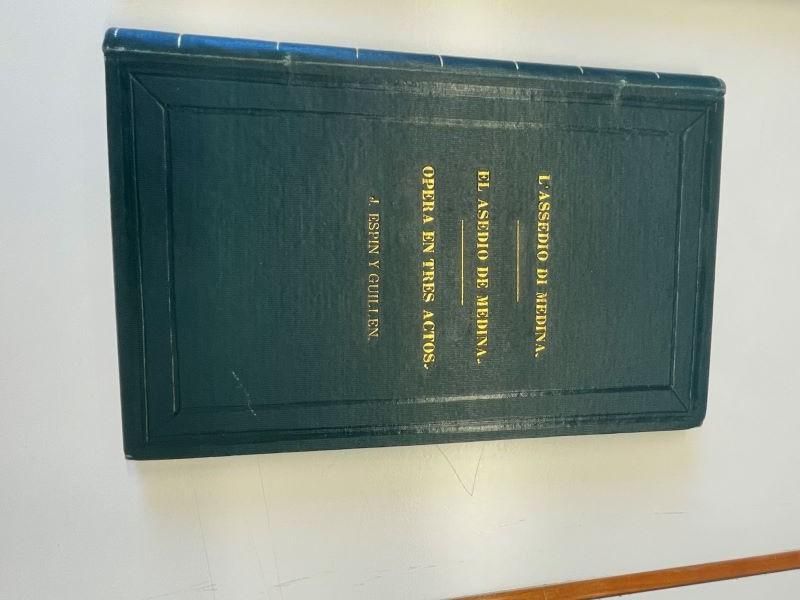 L'ASSEDIO DI MEDINA.
EL ASEDIO DE MEDINA.
OPERA EN TRES ACTOS.
J. ESPIN Y GUILLEN.